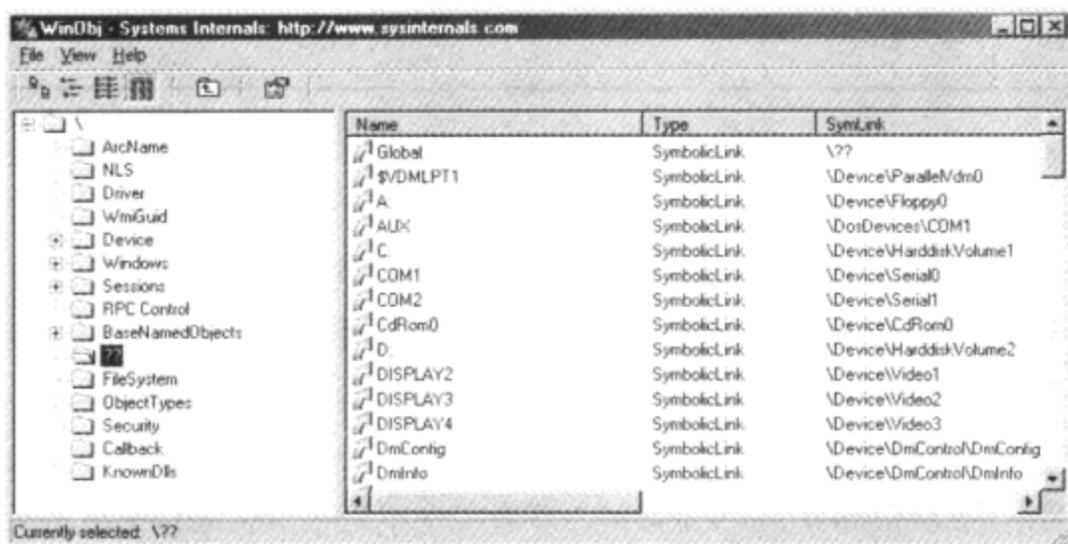 WinObj - Systems Internals: http://www.sysinternals.com
File View Help
\
ArcName
NLS
Driver
WmiGuid
Device
Windows
Sessions
RPC Control
BaseNamedObjects
??
FileSystem
ObjectTypes
Security
Callback
KnownDlls
Name Type SymLink
Global SymbolicLink \??
$VDMLPT1 SymbolicLink \Device\ParallelVdm0
A: SymbolicLink \Device\Floppy0
AUX SymbolicLink \DosDevices\COM1
C: SymbolicLink \Device\HarddiskVolume1
COM1 SymbolicLink \Device\Serial0
COM2 SymbolicLink \Device\Serial1
CdRom0 SymbolicLink \Device\CdRom0
D: SymbolicLink \Device\HarddiskVolume2
DISPLAY2 SymbolicLink \Device\Video1
DISPLAY3 SymbolicLink \Device\Video2
DISPLAY4 SymbolicLink \Device\Video3
DmConfig SymbolicLink \Device\DmControl\DmConfig
DmInfo SymbolicLink \Device\DmControl\DmInfo
Currently selected: \??